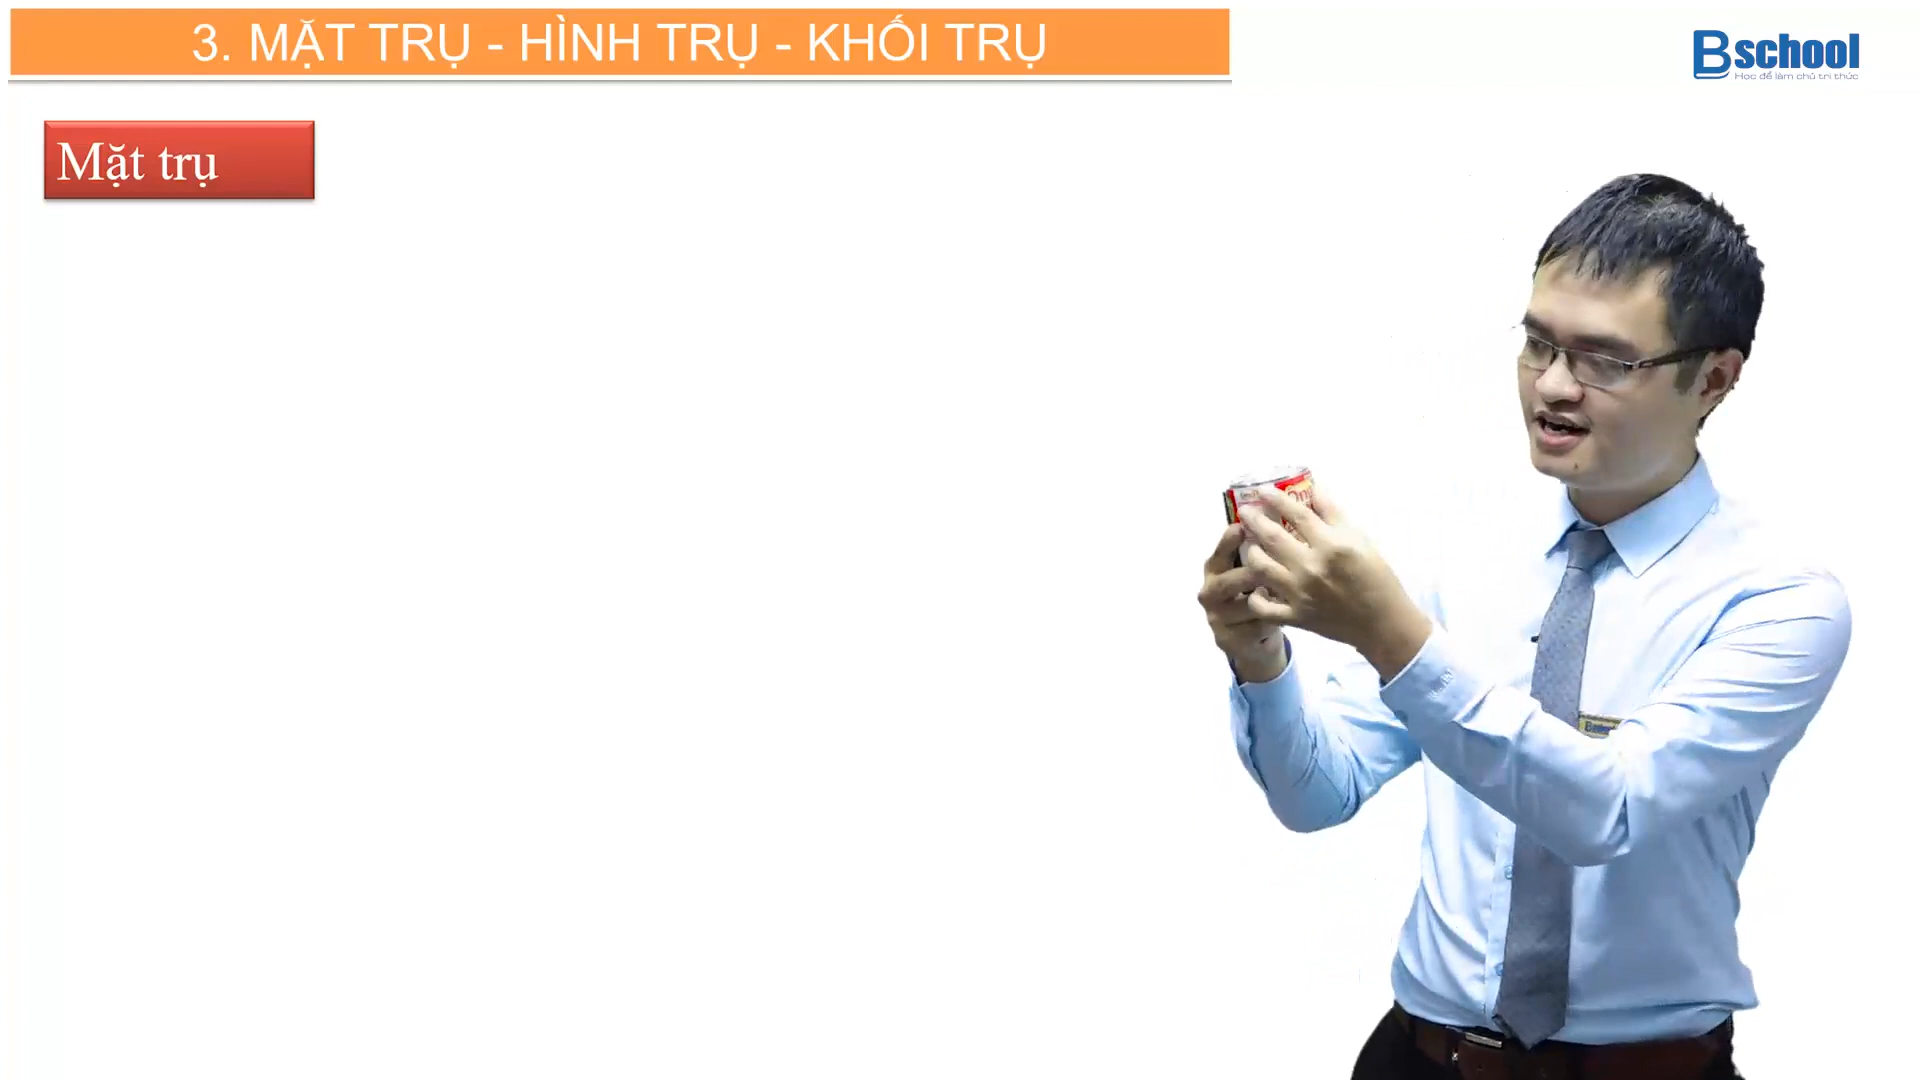 3. MẶT TRỤ - HÌNH TRỤ - KHỐI TRỤ
Bschool
Học để làm chủ tri thức
Mặt trụ